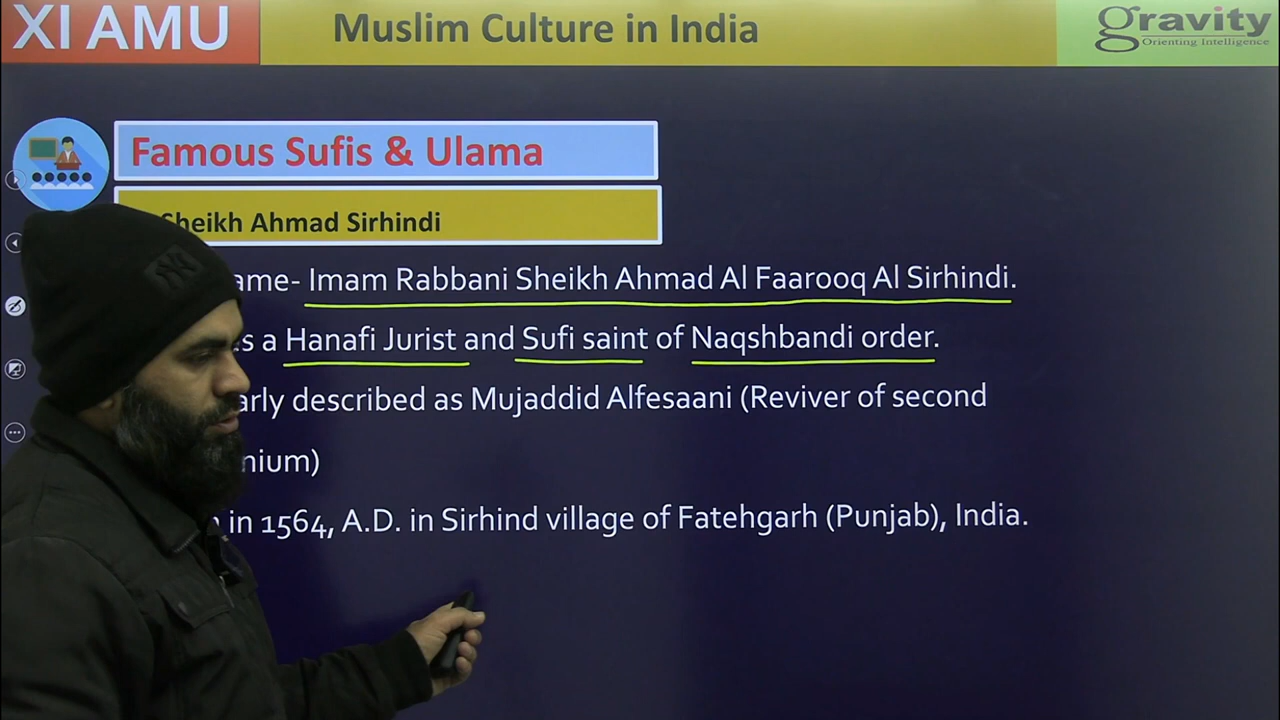 XI AMU
Muslim Culture in India
gravity
Orienting Intelligence
Famous Sufis & Ulama
Sheikh Ahmad Sirhindi
ame- Imam Rabbani Sheikh Ahmad Al Faarooq Al Sirhindi.
s a Hanafi Jurist and Sufi saint of Naqshbandi order.
arly described as Mujaddid Alfesaani (Reviver of second
nium)
in 1564, A.D. in Sirhind village of Fatehgarh (Punjab), India.